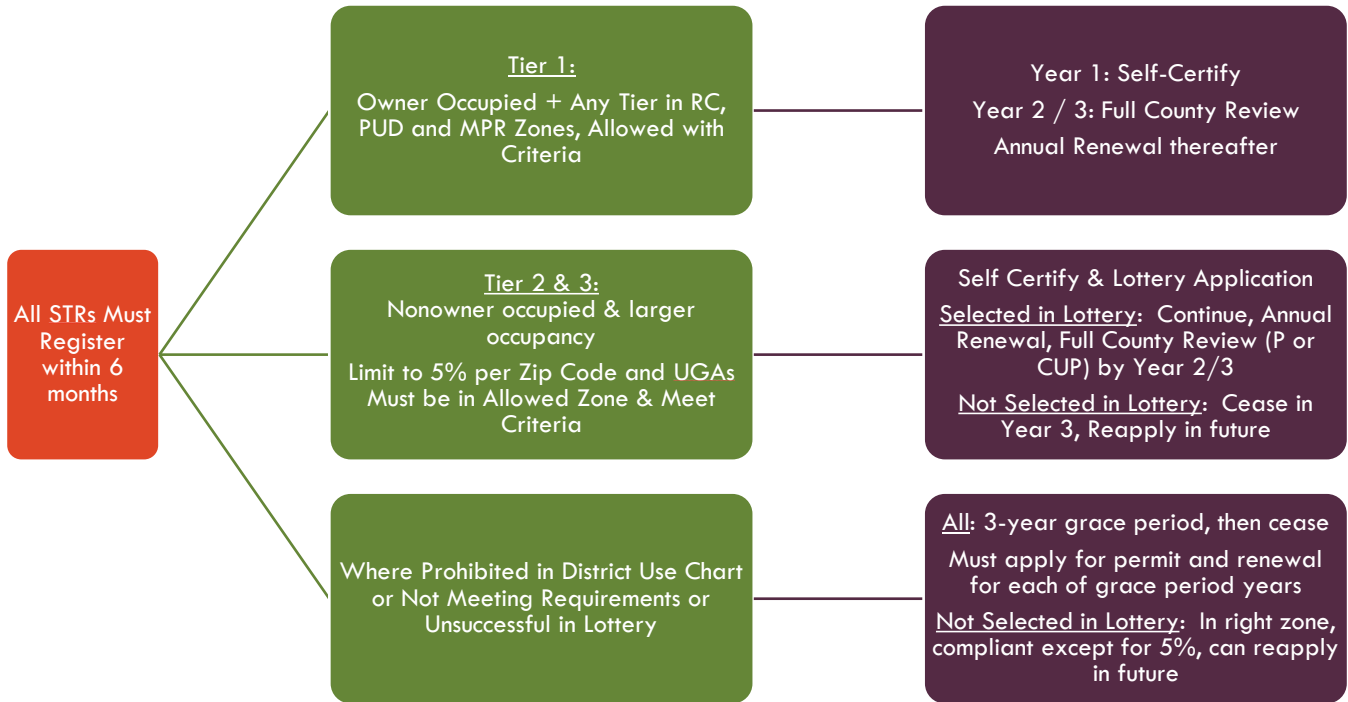 All STRs Must
Register
within 6
months
Tier 1:
Owner Occupied + Any Tier in RC,
PUD and MPR Zones, Allowed with
Criteria
Year 1: Self-Certify
Year 2 / 3: Full County Review
Annual Renewal thereafter
Tier 2 & 3:
Nonowner occupied & larger
occupancy
Limit to 5% per Zip Code and UGAs
Must be in Allowed Zone & Meet
Criteria
Self Certify & Lottery Application
Selected in Lottery: Continue, Annual
Renewal, Full County Review (P or
CUP) by Year 2/3
Not Selected in Lottery: Cease in
Year 3, Reapply in future
Where Prohibited in District Use Chart
or Not Meeting Requirements or
Unsuccessful in Lottery
All: 3-year grace period, then cease
Must apply for permit and renewal
for each of grace period years
Not Selected in Lottery: In right zone,
compliant except for 5%, can reapply
in future